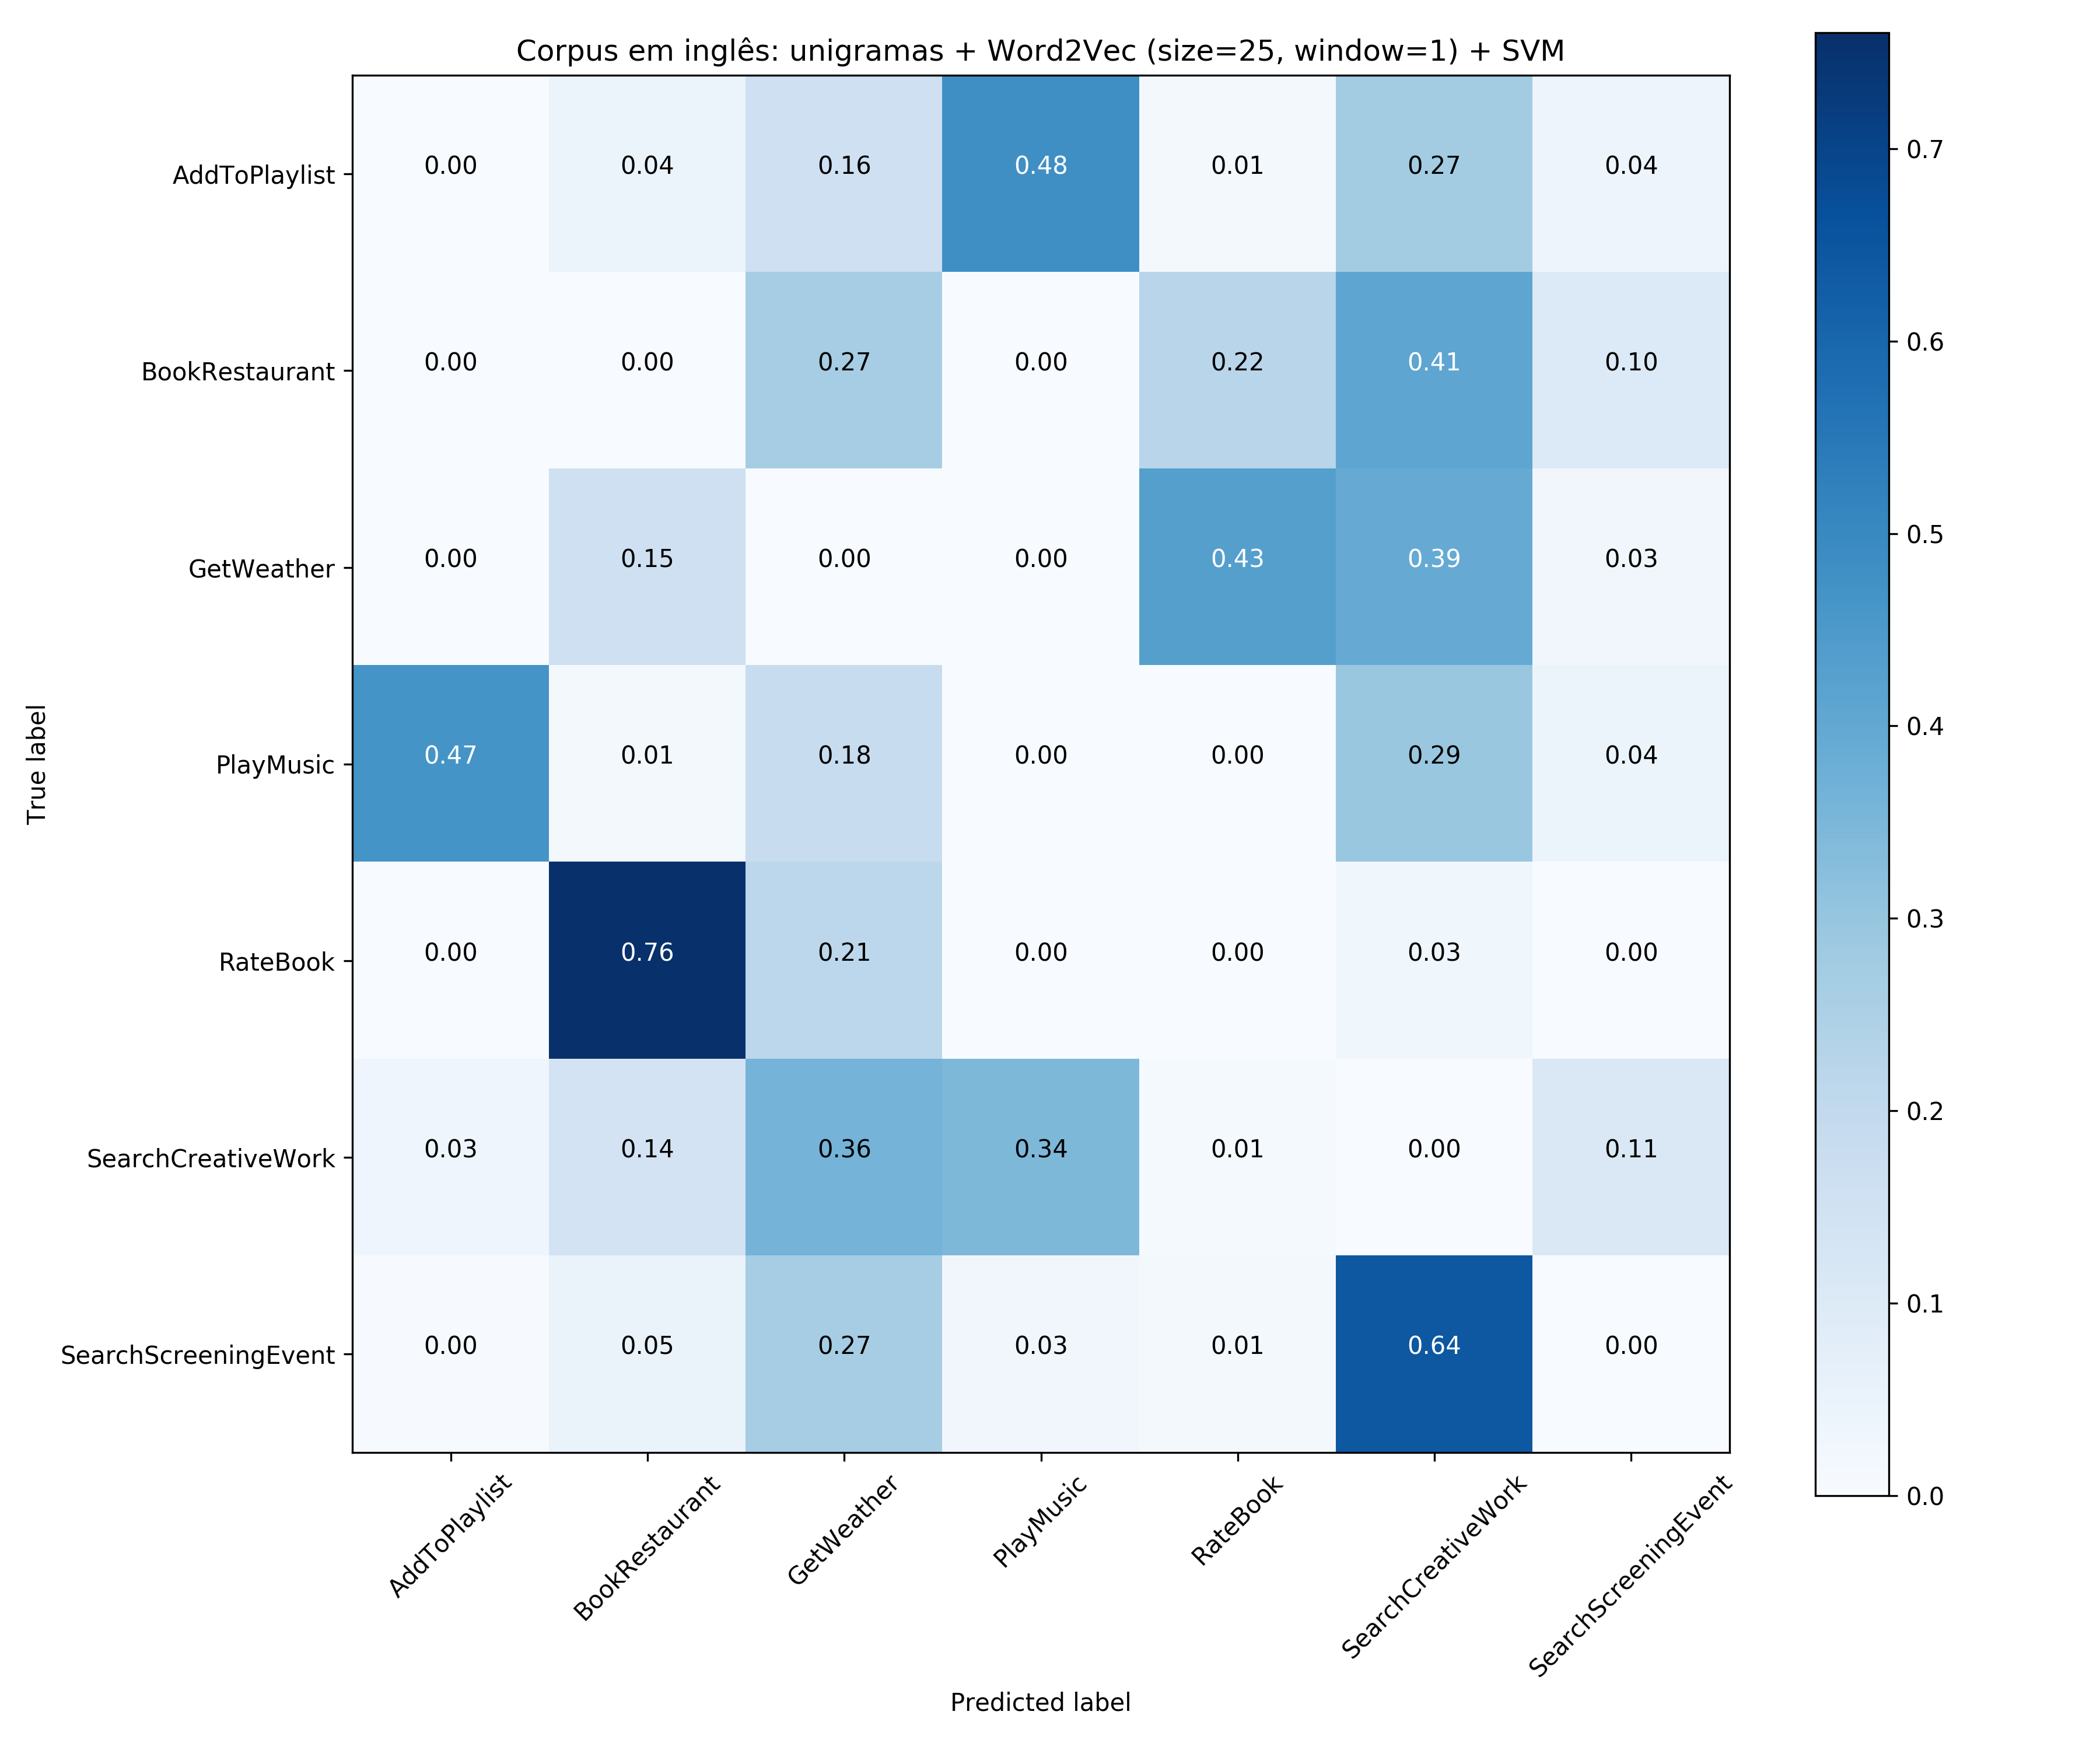 Corpus em inglês: unigramas + Word2Vec (size=25, window=1) + SVM
AddToPlaylist 0.00 0.04 0.16 0.48 0.01 0.27 0.04
BookRestaurant 0.00 0.00 0.27 0.00 0.22 0.41 0.10
GetWeather 0.00 0.15 0.00 0.00 0.43 0.39 0.03
PlayMusic 0.47 0.01 0.18 0.00 0.00 0.29 0.04
RateBook 0.00 0.76 0.21 0.00 0.00 0.03 0.00
SearchCreativeWork 0.03 0.14 0.36 0.34 0.01 0.00 0.11
SearchScreeningEvent 0.00 0.05 0.27 0.03 0.01 0.64 0.00
True label
AddToPlaylist
BookRestaurant
GetWeather
PlayMusic
RateBook
SearchCreativeWork
SearchScreeningEvent
Predicted label
0.7
0.6
0.5
0.4
0.3
0.2
0.1
0.0